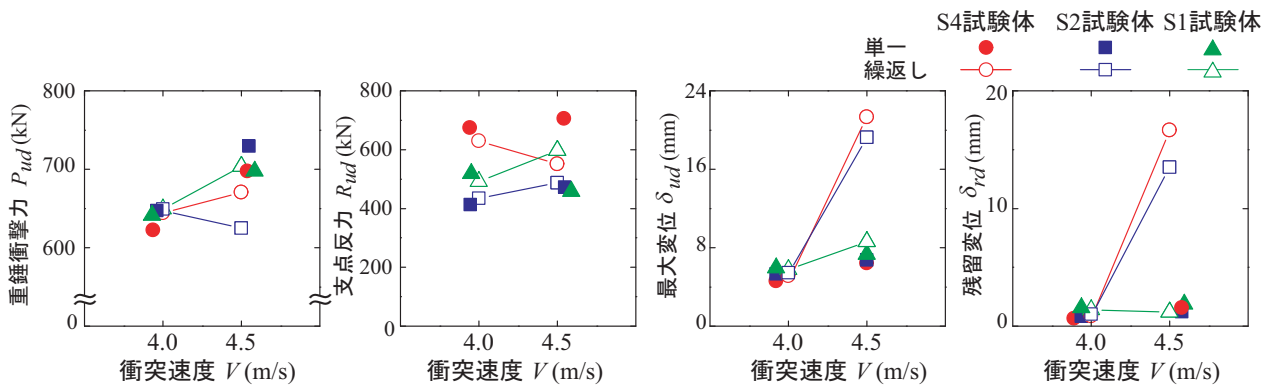 S4試験体 S2試験体 S1試験体
単一
繰返し
重錘衝撃力 Pud (kN)
800
700
600
0
4.0 4.5
衝突速度 V (m/s)
支点反力 Rud (kN)
800
600
400
200
0
4.0 4.5
衝突速度 V (m/s)
最大変位 δud (mm)
24
16
8
0
4.0 4.5
衝突速度 V (m/s)
残留変位 δrd (mm)
20
10
0
4.0 4.5
衝突速度 V (m/s)